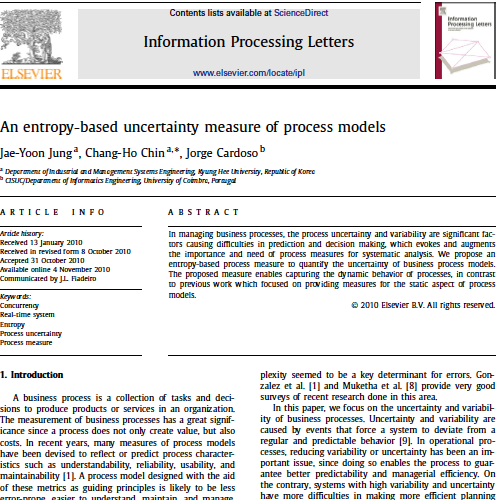 Contents lists available at ScienceDirect
Information Processing Letters
www.elsevier.com/locate/ipl
ELSEVIER
Information
Processing
Letters
An entropy-based uncertainty measure of process models
Jae-Yoon Jung a, Chang-Ho Chin a,*, Jorge Cardoso b
a Department of Industrial and Management Systems Engineering, Kyung Hee University, Republic of Korea
b CISUC/Department of Informatics Engineering, University of Coimbra, Portugal
ARTICLE INFO
Article history:
Received 13 January 2010
Received in revised form 8 October 2010
Accepted 31 October 2010
Available online 4 November 2010
Communicated by J.L. Fiadeiro
Keywords:
Concurrency
Real-time system
Entropy
Process uncertainty
Process measure
ABSTRACT
In managing business processes, the process uncertainty and variability are significant fac-
tors causing difficulties in prediction and decision making, which evokes and augments
the importance and need of process measures for systematic analysis. We propose an
entropy-based process measure to quantify the uncertainty of business process models.
The proposed measure enables capturing the dynamic behavior of processes, in contrast
to previous work which focused on providing measures for the static aspect of process
models.
© 2010 Elsevier B.V. All rights reserved.
1. Introduction
A business process is a collection of tasks and deci-
sions to produce products or services in an organization.
The measurement of business processes has a great signif-
icance since a process does not only create value, but also
costs. In recent years, many measures of process models
have been devised to reflect or predict process character-
istics such as understandability, reliability, usability, and
maintainability [1]. A process model designed with the aid
of these metrics as guiding principles is likely to be less
error-prone, easier to understand, maintain, and manage,
plexity seemed to be a key determinant for errors. Gon-
zalez et al. [1] and Muketha et al. [8] provide very good
surveys of recent research done in this area.
In this paper, we focus on the uncertainty and variabil-
ity of business processes. Uncertainty and variability are
caused by events that force a system to deviate from a
regular and predictable behavior [9]. In operational pro-
cesses, reducing variability or uncertainty has been an im-
portant issue, since doing so enables the process to guar-
antee better predictability and managerial efficiency. On
the contrary, systems with high variability and uncertainty
have more difficulties in making more efficient planning